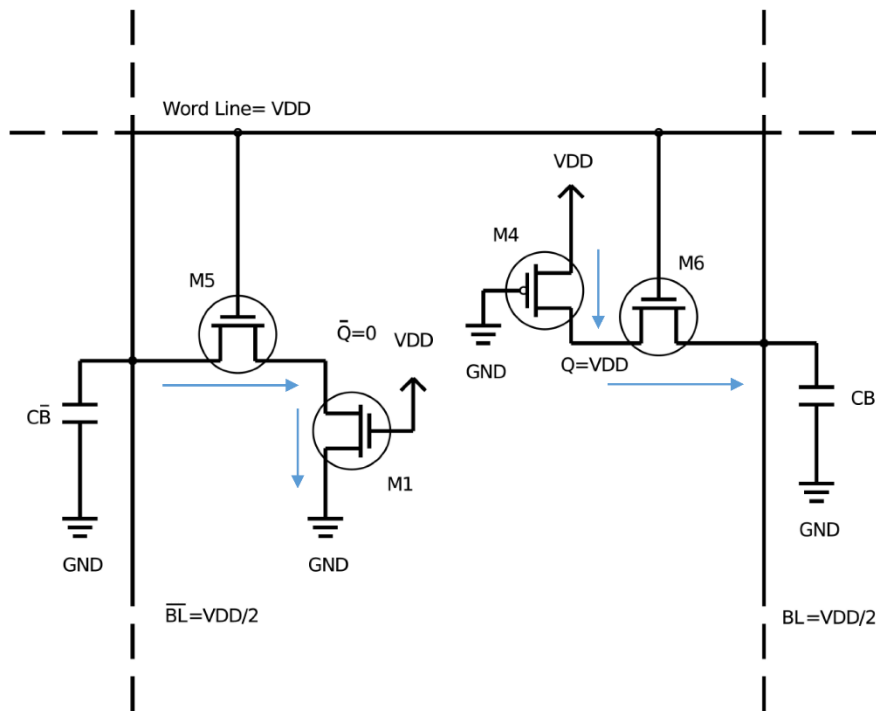 Word Line= VDD
VDD
M4
M6
M5
Q̄=0
VDD
GND
Q=VDD
CB̄
CB
M1
GND
GND
GND
B̅L̅=VDD/2
BL=VDD/2